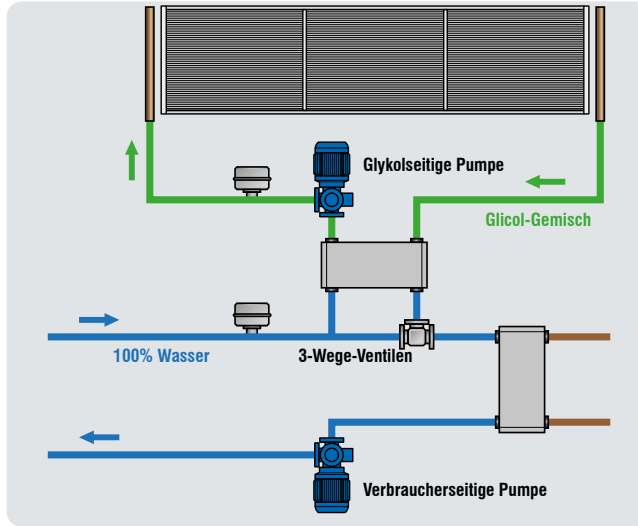 Glykolseitige Pumpe
Glicol-Gemisch
100% Wasser
3-Wege-Ventilen
Verbraucherseitige Pumpe